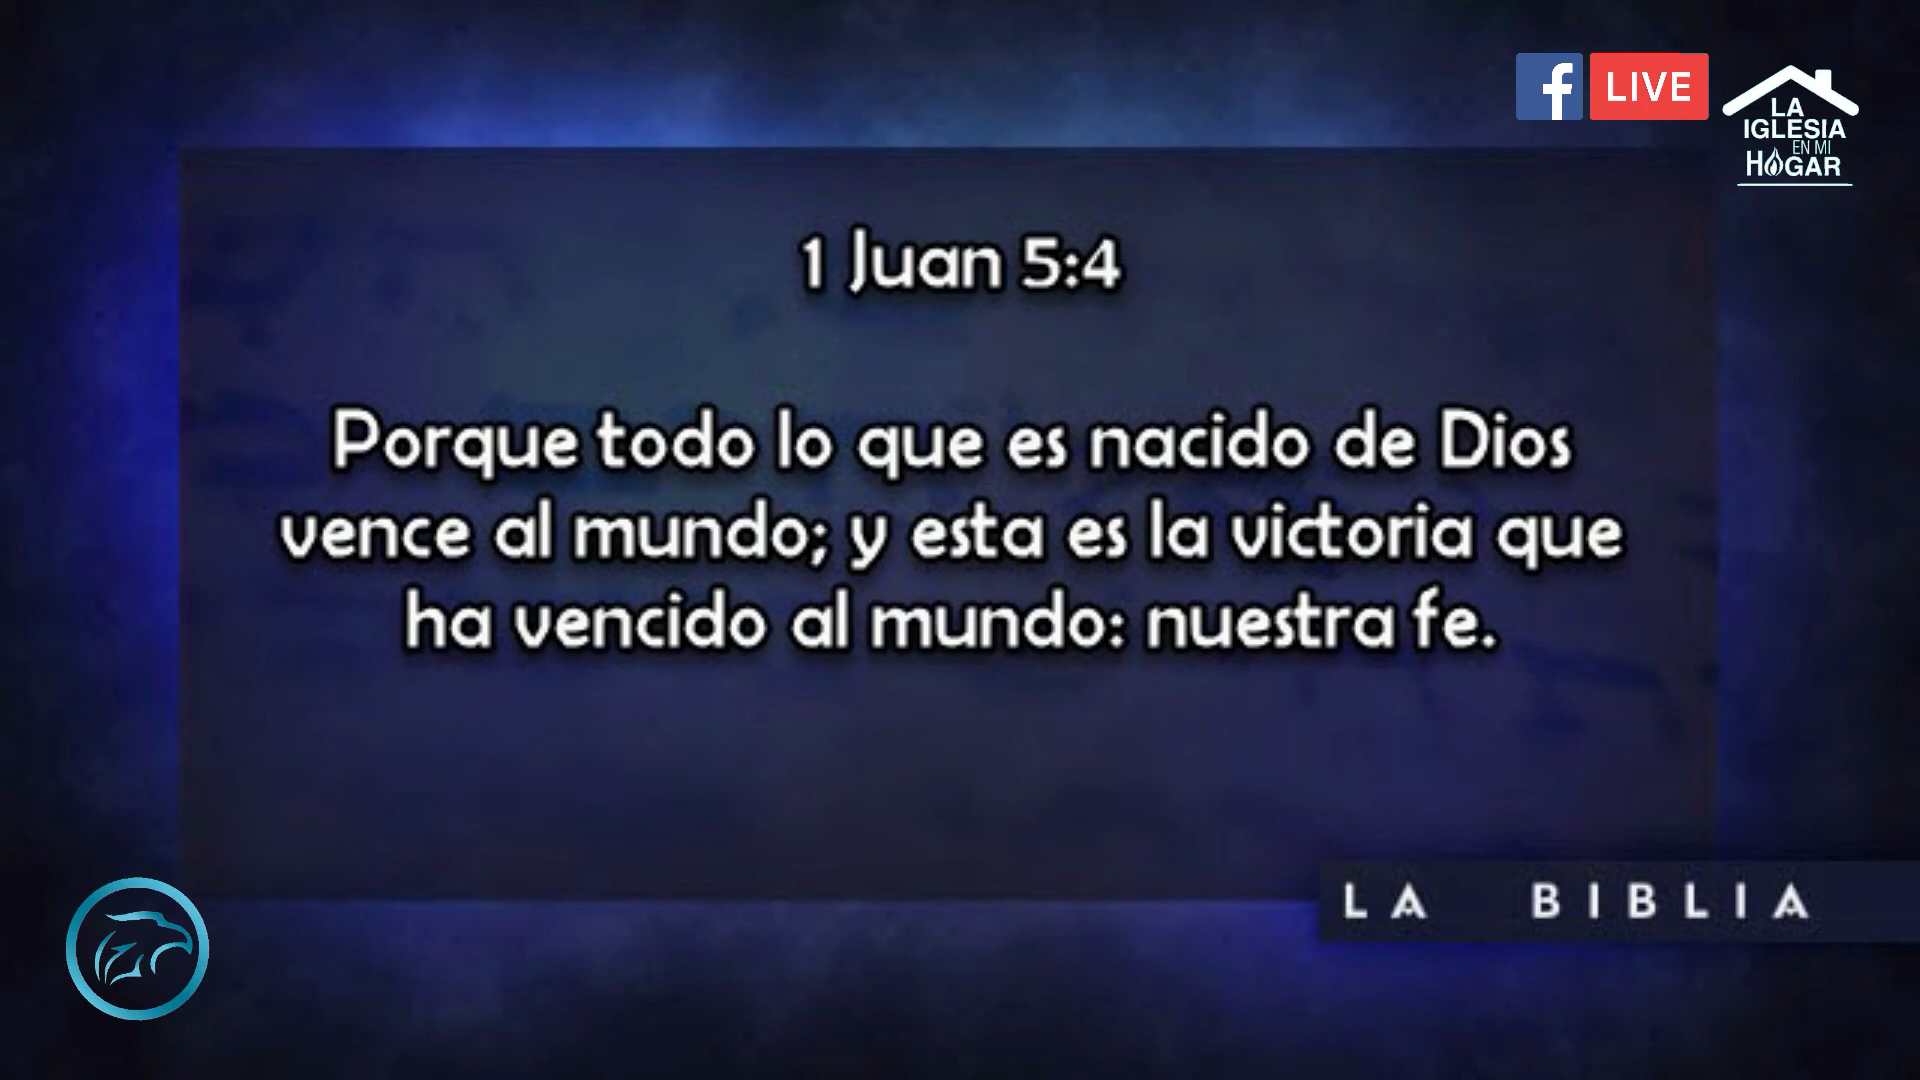 f LIVE
LA
IGLESIA
EN MI
HOGAR
1 Juan 5:4
Porque todo lo que es nacido de Dios
vence al mundo; y esta es la victoria que
ha vencido al mundo: nuestra fe.
LA BIBLIA